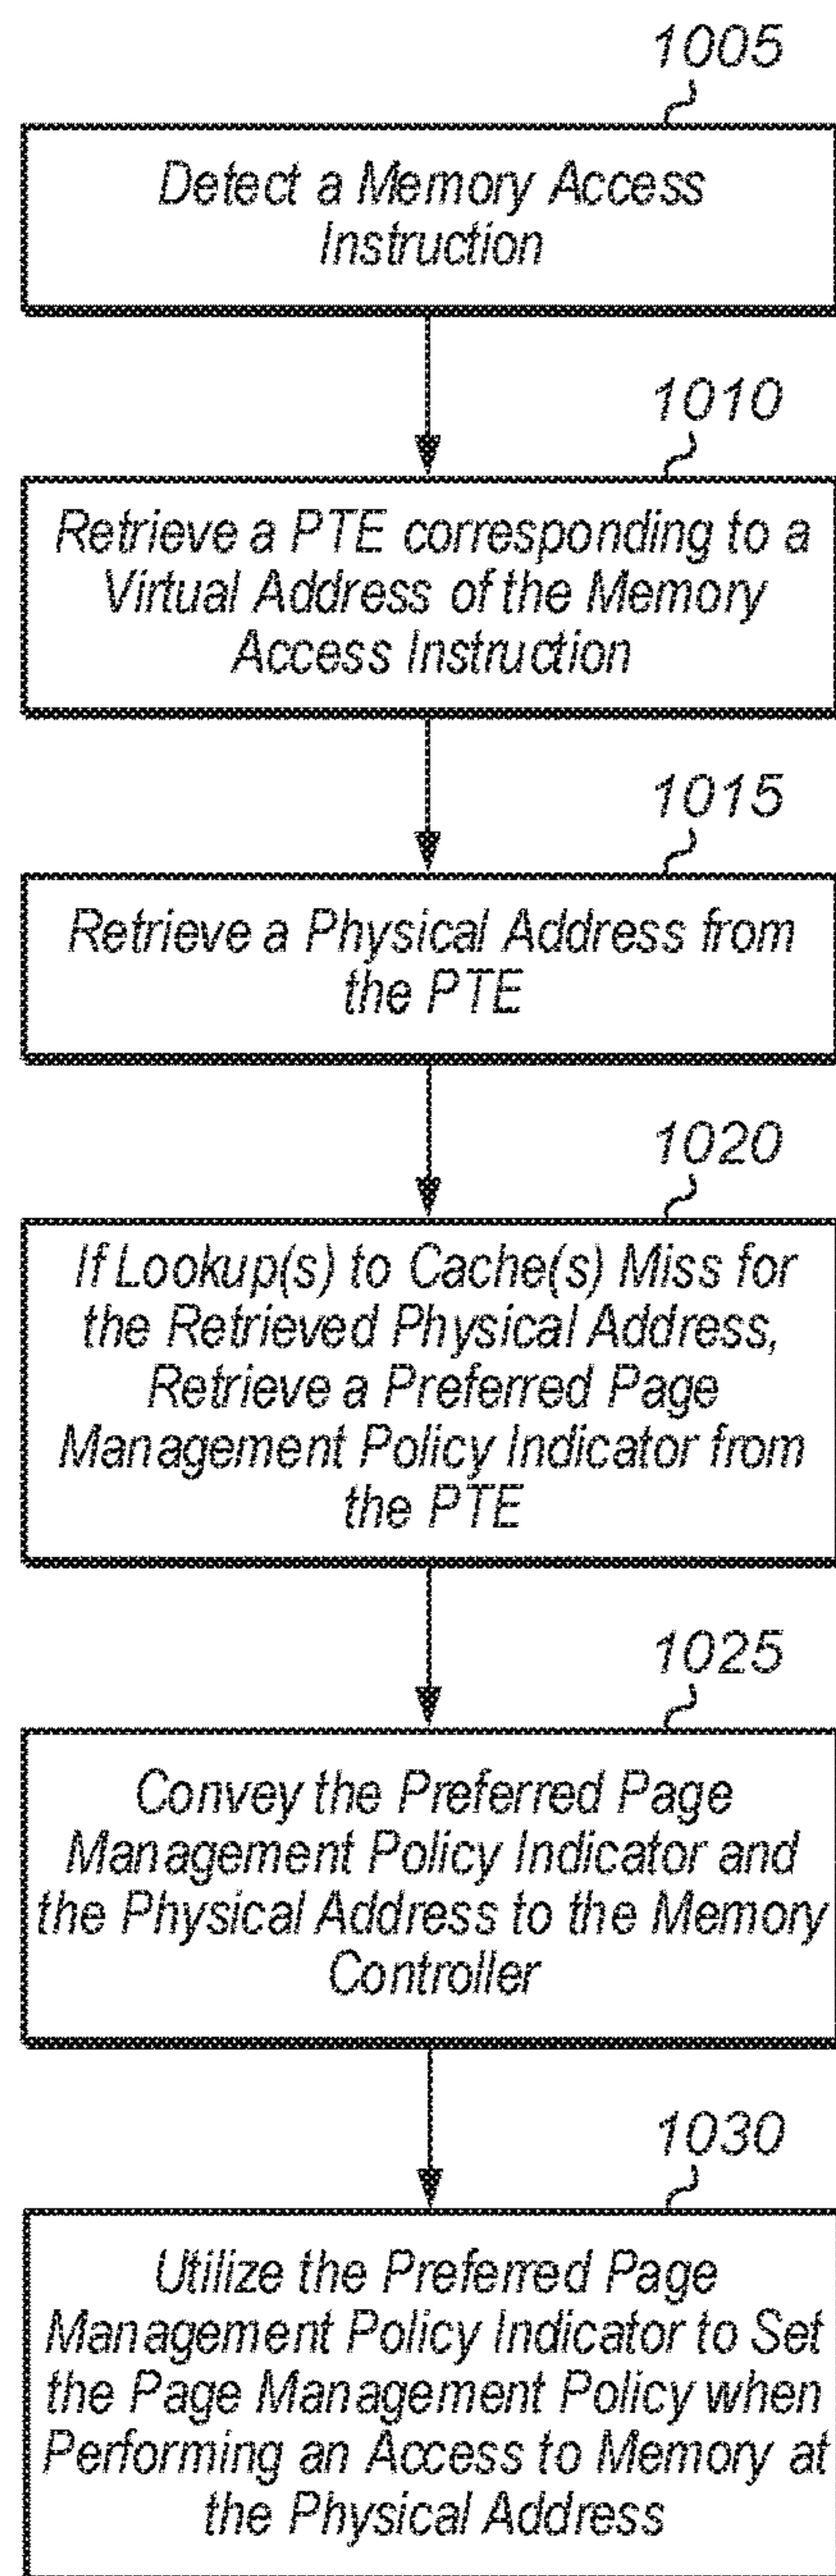 1005
Detect a Memory Access
Instruction
1010
Retrieve a PTE corresponding to a
Virtual Address of the Memory
Access Instruction
1015
Retrieve a Physical Address from
the PTE
1020
If Lookup(s) to Cache(s) Miss for
the Retrieved Physical Address,
Retrieve a Preferred Page
Management Policy Indicator from
the PTE
1025
Convey the Preferred Page
Management Policy Indicator and
the Physical Address to the Memory
Controller
1030
Utilize the Preferred Page
Management Policy Indicator to Set
the Page Management Policy when
Performing an Access to Memory at
the Physical Address